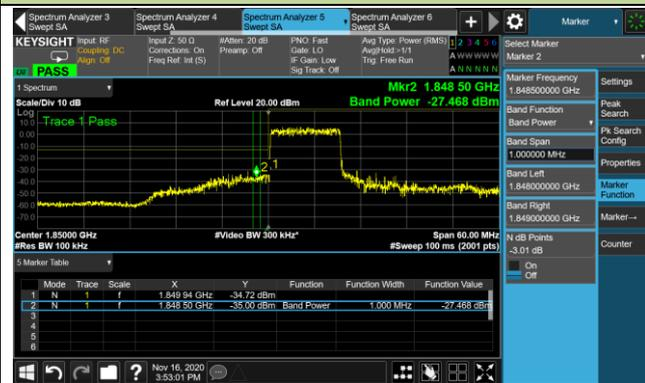 Spectrum Analyzer 3
Swept SA
Spectrum Analyzer 4
Swept SA
Spectrum Analyzer 5
Swept SA
Spectrum Analyzer 6
Swept SA
Marker
KEYSIGHT
Input: RF
Coupling: DC
Align: Off
PASS
Input Z: 50 Ω
Corrections: On
Freq Ref: Int (S)
#Atten: 20 dB
Preamp: Off
PNO: Fast
Gate: LO
IF Gain: Low
Sig Track: Off
Avg Type: Power (RMS)
Avg|Hold:>1/1
Trig: Free Run
1 2 3 4 5 6
A W W W W W
A N N N N N
Select Marker
Marker 2
1 Spectrum
Scale/Div 10 dB
Ref Level 20.00 dBm
Mkr2 1.848 50 GHz
Band Power -27.468 dBm
Log
Trace 1 Pass
10.0
0.00
-10.0
-20.0
-30.0
-40.0
-50.0
-60.0
-70.0
2
1
Center 1.85000 GHz
#Res BW 100 kHz
#Video BW 300 kHz*
Span 60.00 MHz
#Sweep 100 ms (2001 pts)
5 Marker Table
Mode Trace Scale X Y Function Function Width Function Value
1 N 1 f 1.849 94 GHz -34.72 dBm
2 N 1 f 1.848 50 GHz -35.00 dBm Band Power 1.000 MHz -27.468 dBm
3
4
5
6
Marker Frequency
1.848500000 GHz
Band Function
Band Power
Band Span
1.000000 MHz
Band Left
1.848000000 GHz
Band Right
1.849000000 GHz
N dB Points
-3.01 dB
On
Off
Settings
Peak
Search
Pk Search
Config
Properties
Marker
Function
Marker→
Counter
?
Nov 16, 2020
3:53:01 PM